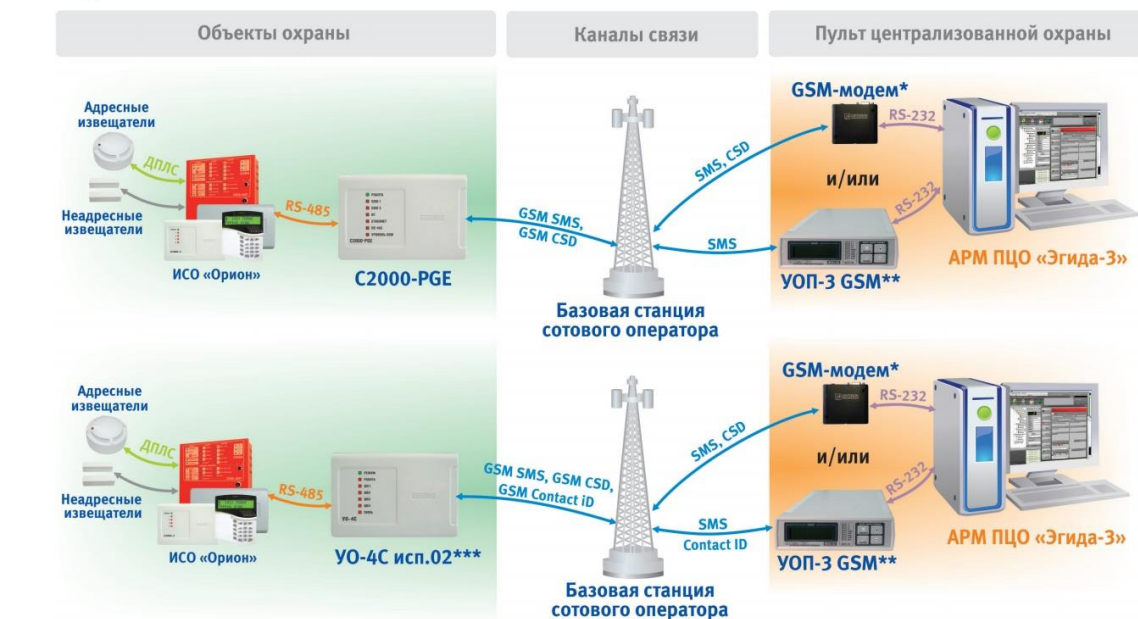 Объекты охраны
Каналы связи
Пульт централизованной охраны
Адресные
извещатели
ДПЛС
Неадресные
извещатели
ИСО «Орион»
RS-485
С2000-PGE
С2000-PGE
GSM SMS,
GSM CSD
Базовая станция
сотового оператора
SMS, CSD
SMS
GSM-модем*
RS-232
и/или
RS-232
УОП-3 GSM**
АРМ ПЦО «Эгида-3»
Адресные
извещатели
ДПЛС
Неадресные
извещатели
ИСО «Орион»
RS-485
УО-4С
УО-4С исп.02***
GSM SMS, GSM CSD,
GSM Contact iD
Базовая станция
сотового оператора
SMS, CSD
SMS
Contact ID
GSM-модем*
RS-232
и/или
RS-232
УОП-3 GSM**
АРМ ПЦО «Эгида-3»